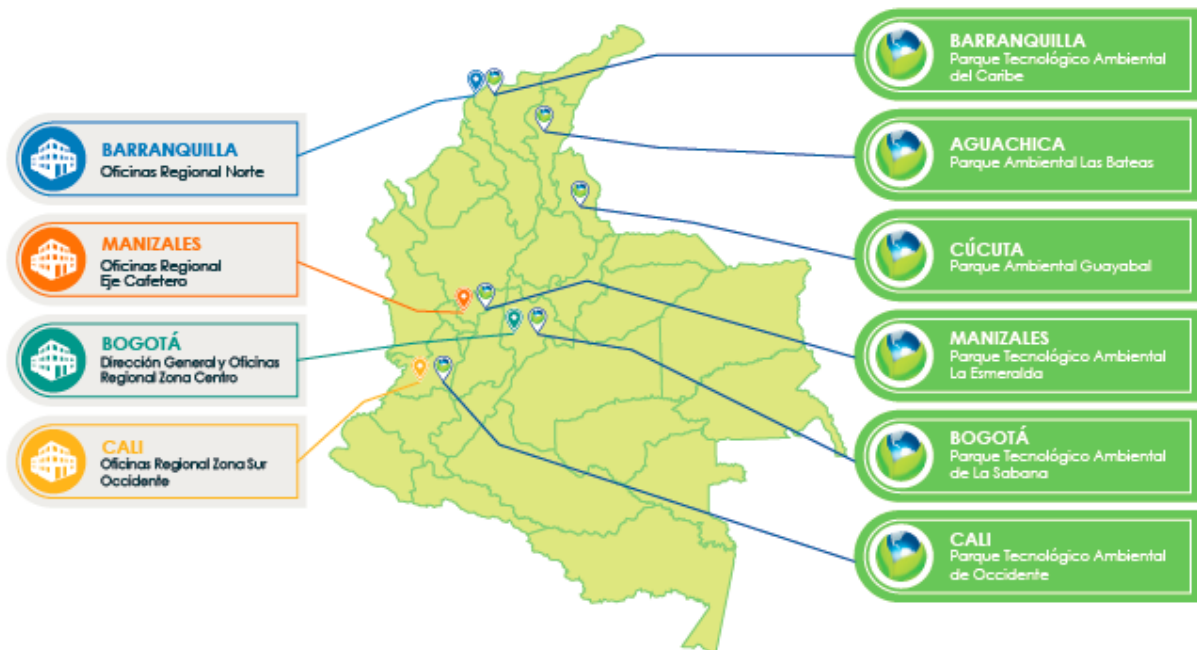 BARRANQUILLA
Oficinas Regional Norte
MANIZALES
Oficinas Regional
Eje Cafetero
BOGOTÁ
Dirección General y Oficinas
Regional Zona Centro
CALI
Oficinas Regional Zona Sur
Occidente
BARRANQUILLA
Parque Tecnológico Ambiental
del Caribe
AGUACHICA
Parque Ambiental Las Bateas
CÚCUTA
Parque Ambiental Guayabal
MANIZALES
Parque Tecnológico Ambiental
La Esmeralda
BOGOTÁ
Parque Tecnológico Ambiental
de La Sabana
CALI
Parque Tecnológico Ambiental
de Occidente